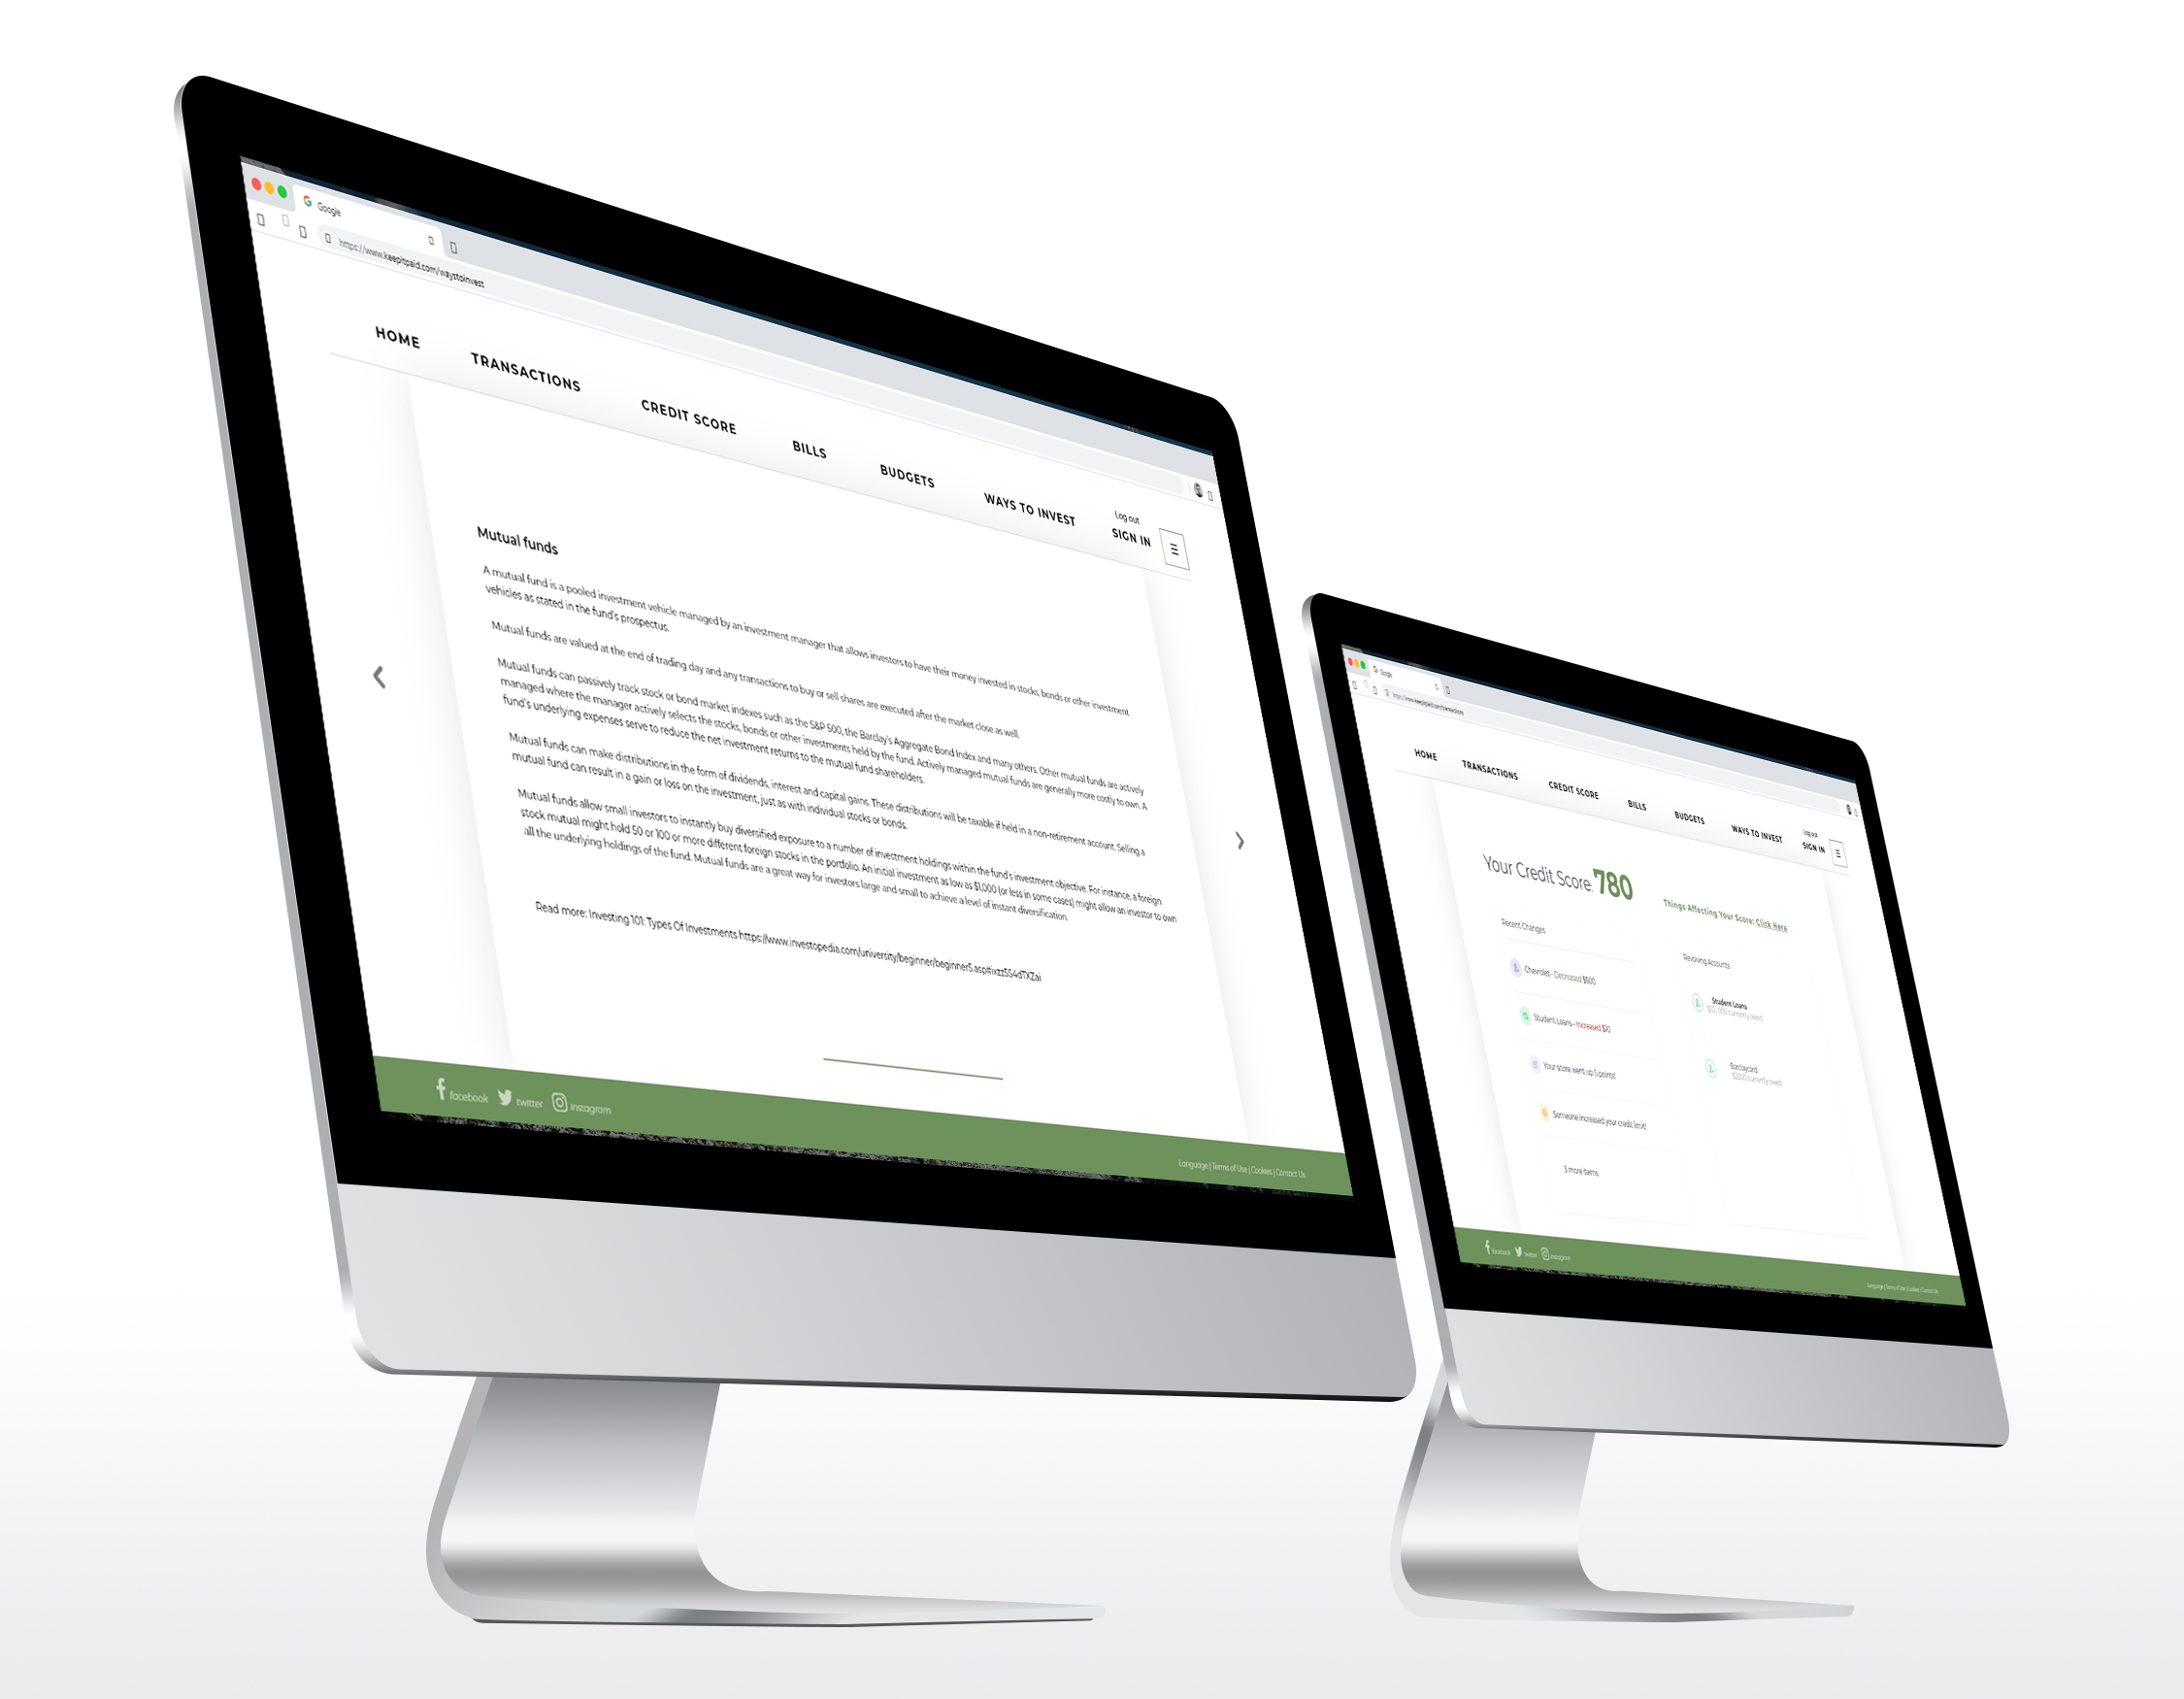 Google
https://www.keepitpaid.com/waystoinvest
HOME
TRANSACTIONS
CREDIT SCORE
BILLS
BUDGETS
WAYS TO INVEST
Log out
SIGN IN
Mutual funds
A mutual fund is a pooled investment vehicle managed by an investment manager that allows investors to have their money invested in stocks, bonds or other investment
vehicles as stated in the fund's prospectus.
Mutual funds are valued at the end of trading day and any transactions to buy or sell shares are executed after the market close as well.
Mutual funds can passively track stock or bond market indexes such as the S&P 500, the Barclay's Aggregate Bond Index and many others. Other mutual funds are actively
managed where the manager actively selects the stocks, bonds or other investments held by the fund. Actively managed mutual funds are generally more costly to own. A
fund's underlying expenses serve to reduce the net investment returns to the mutual fund shareholders.
Mutual funds can make distributions in the form of dividends, interest and capital gains. These distributions will be taxable if held in a non-retirement account. Selling a
mutual fund can result in a gain or loss on the investment, just as with individual stocks or bonds.
Mutual funds allow small investors to instantly buy diversified exposure to a number of investment holdings within the fund's investment objective. For instance, a foreign
stock mutual might hold 50 or 100 or more different foreign stocks in the portfolio. An initial investment as low as $1,000 (or less in some cases) might allow an investor to own
all the underlying holdings of the fund. Mutual funds are a great way for investors large and small to achieve a level of instant diversification.
Read more: Investing 101: Types Of Investments
facebook
twitter
instagram
Language | Terms of Use | Cookies | Contact Us
Google
https://www.keepitpaid.com/transactions
HOME
TRANSACTIONS
CREDIT SCORE
BILLS
BUDGETS
WAYS TO INVEST
Log out
SIGN IN
Your Credit Score: 780
Things Affecting Your Score: Click Here
Recent Changes
Chevrolet - Decreased $600
Student Loans - Increased $10
Your score went up 5 points!
Someone increased your credit limit!
3 more items
Revolving Accounts
Student Loans
currently owed
Barclaycard
$2500 currently owed
facebook
twitter
instagram
Language | Terms of Use | Cookies | Contact Us